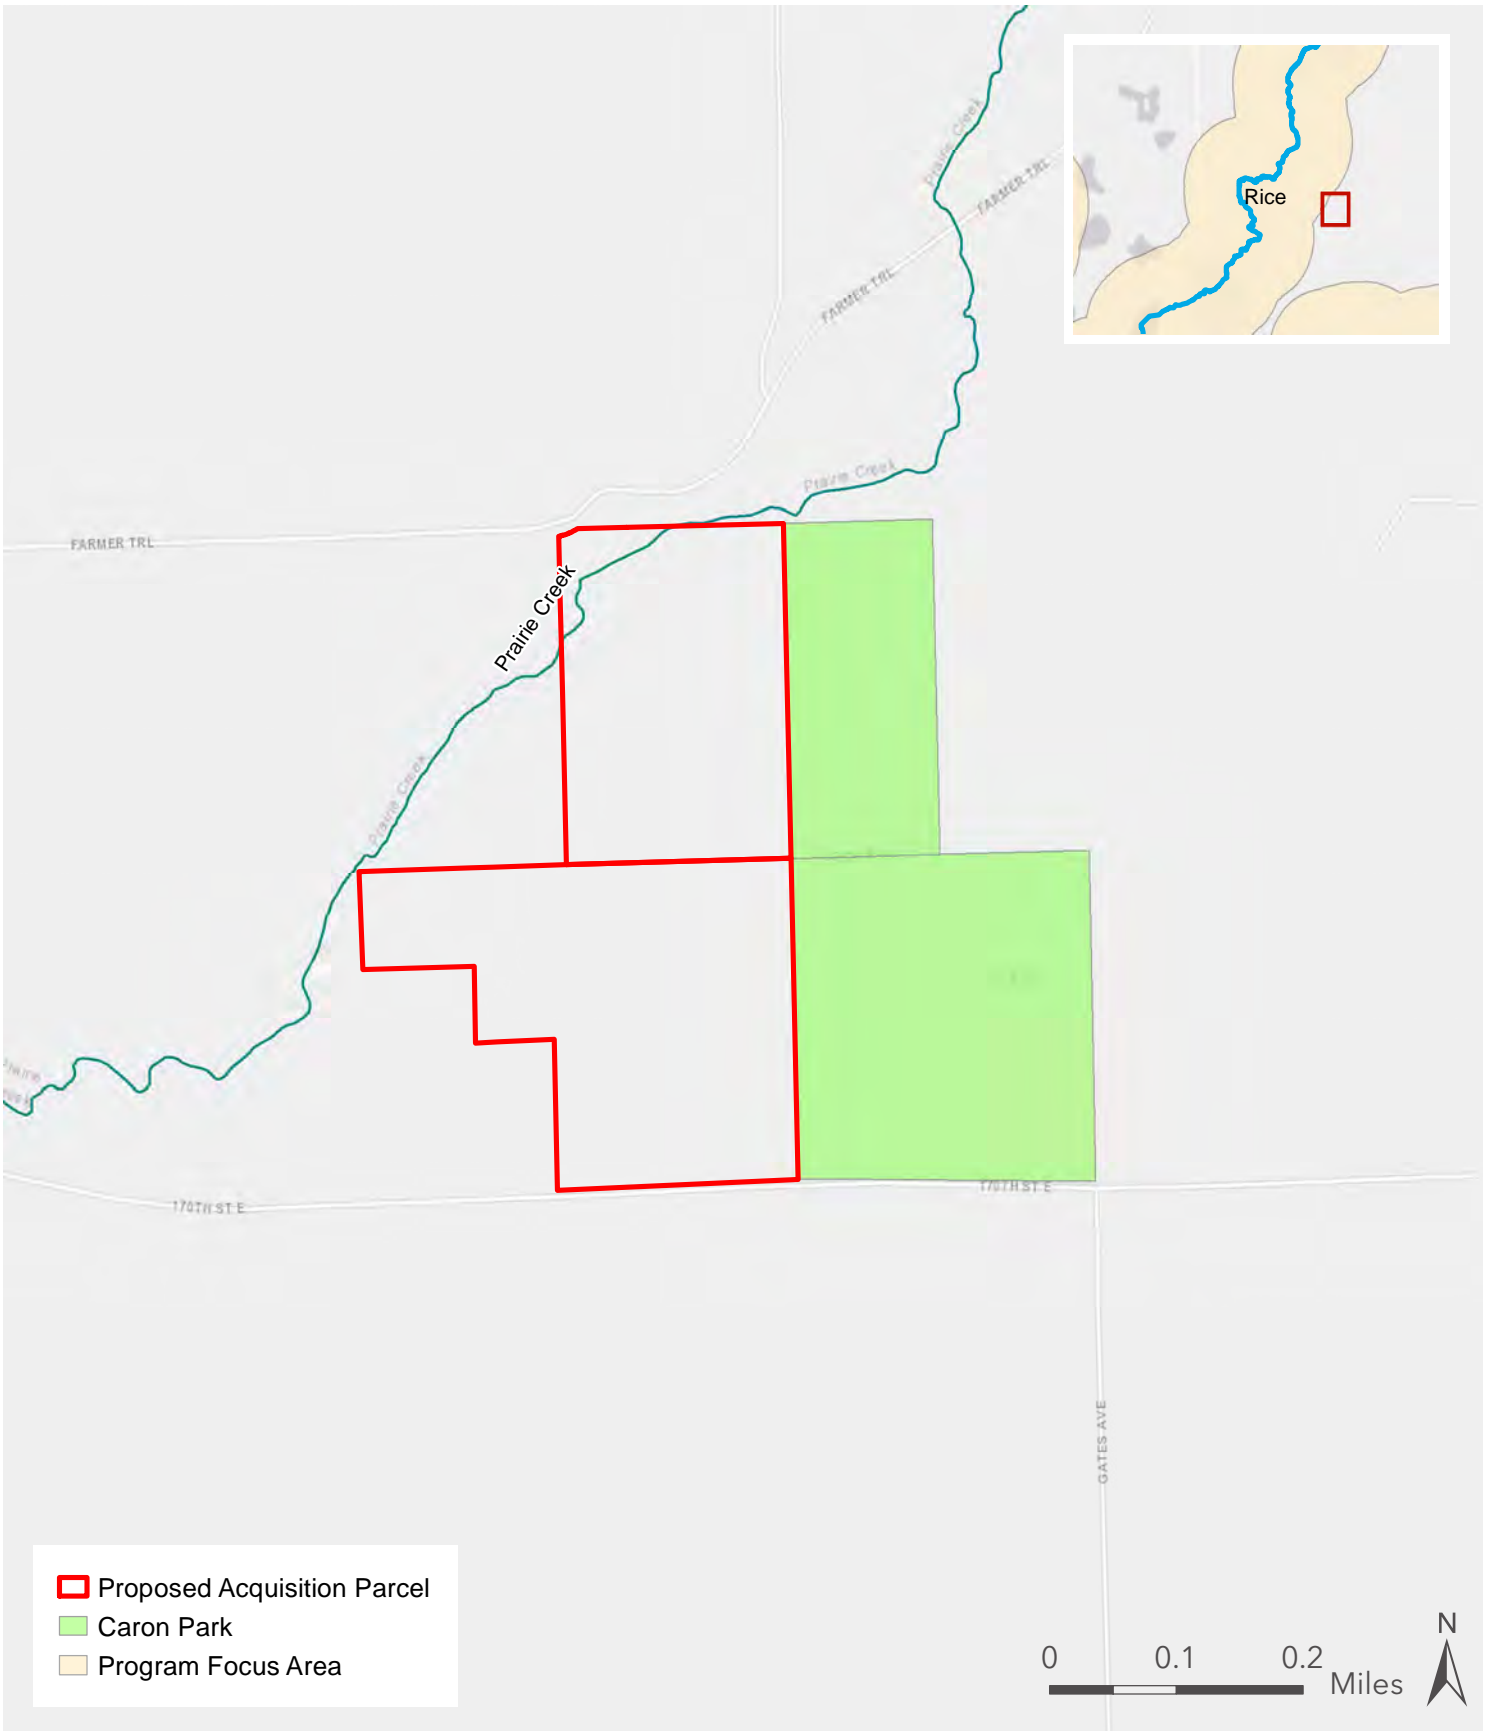 Prairie Creek
FARMER TRL
Rice
FARMER TRL
Prairie Creek
FARMER TRL
Prairie Creek
Prairie Creek
Prairie
170TH ST E
170TH ST E
GATES AVE
Proposed Acquisition Parcel
Caron Park
Program Focus Area
0 0.1 0.2
Miles
N